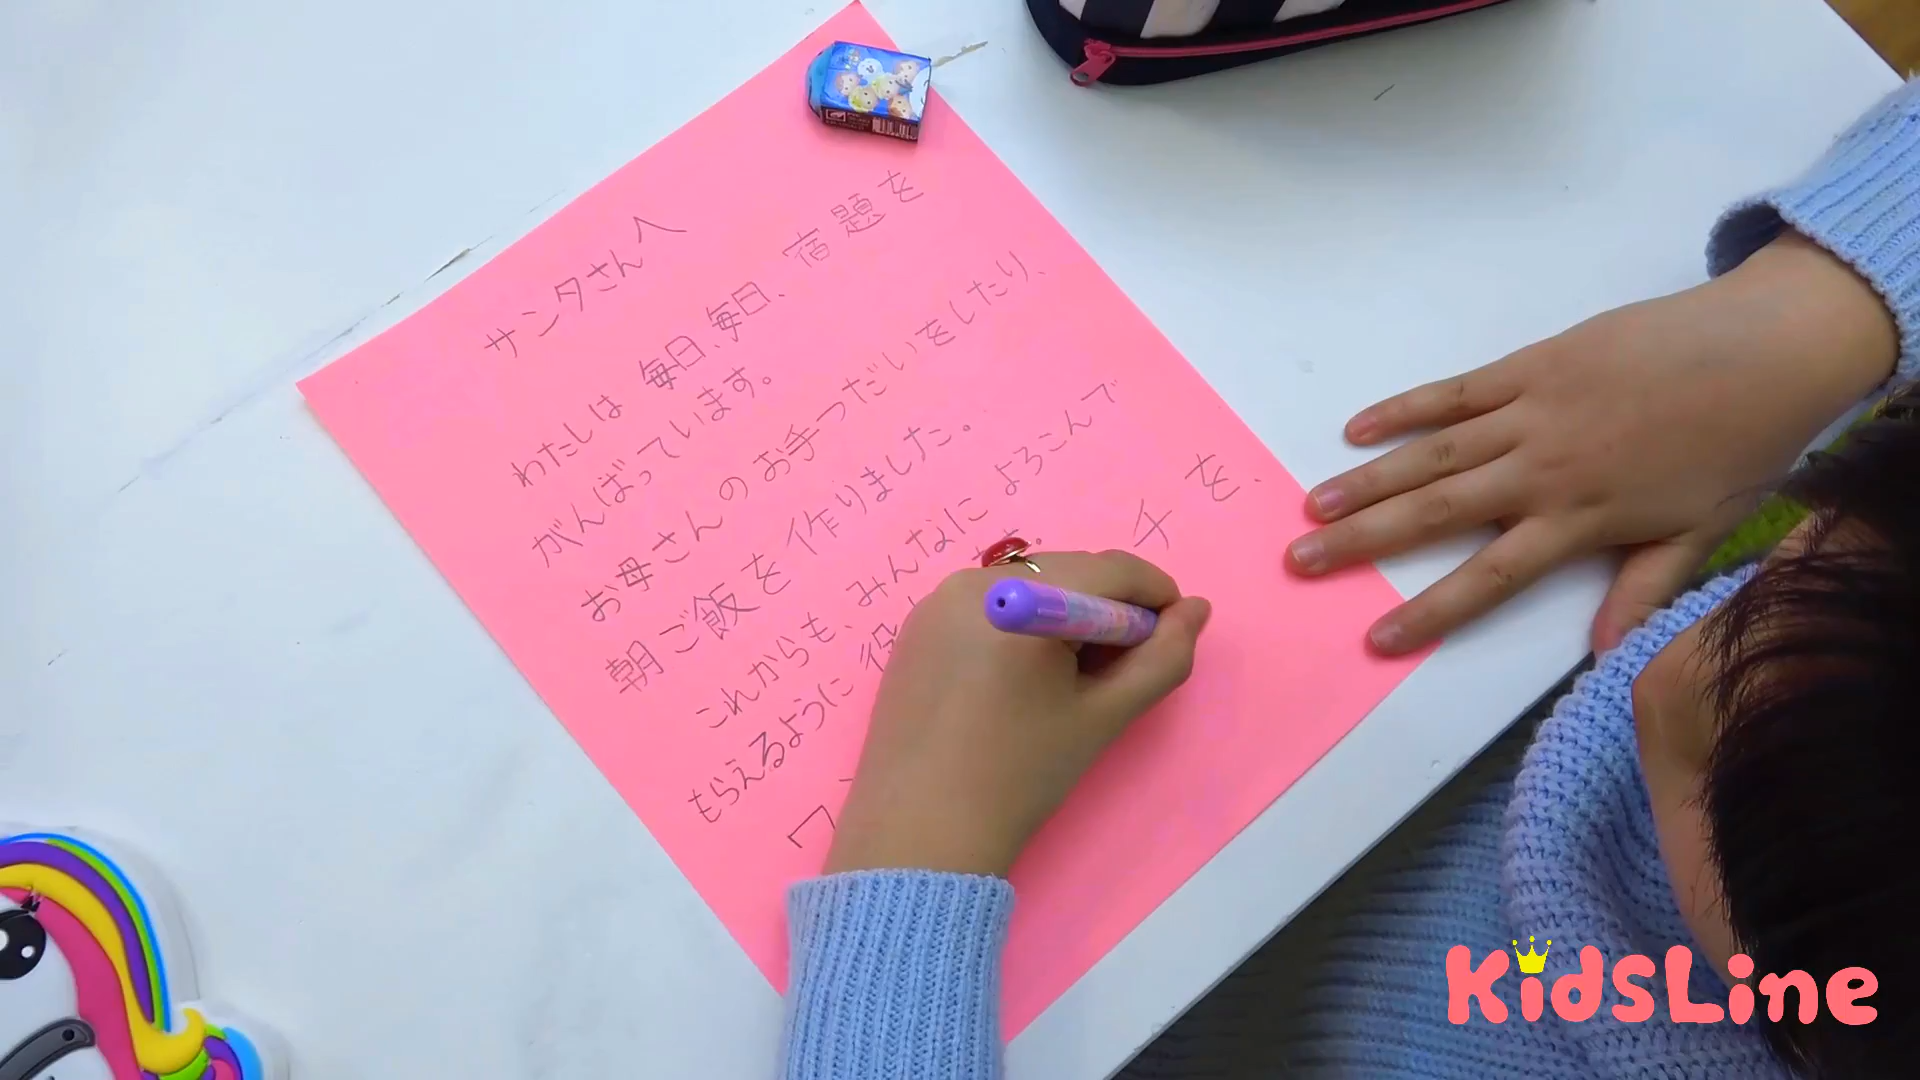 サンタさんへ
わたしは 毎日、毎日、宿題を
がんばっています。
お母さんのお手つだいをしたり、
朝ご飯を作りました。
これからも、みんなに よろこんで
もらえるように 役
ワ
チを、
KidsLine